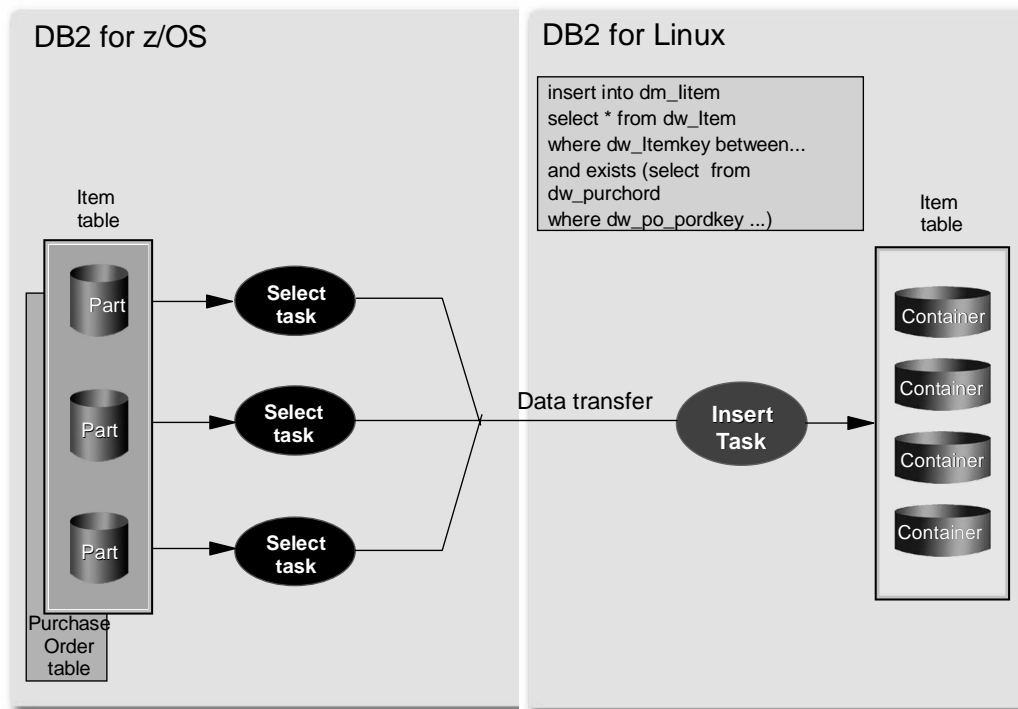 DB2 for z/OS
Item
table
Part
Part
Part
Purchase
Order
table
Select
task
Select
task
Select
task
Data transfer
DB2 for Linux
insert into dm_Iitem
select * from dw_Item
where dw_Itemkey between...
and exists (select from
dw_purchord
where dw_po_pordkey ...)
Insert
Task
Item
table
Container
Container
Container
Container